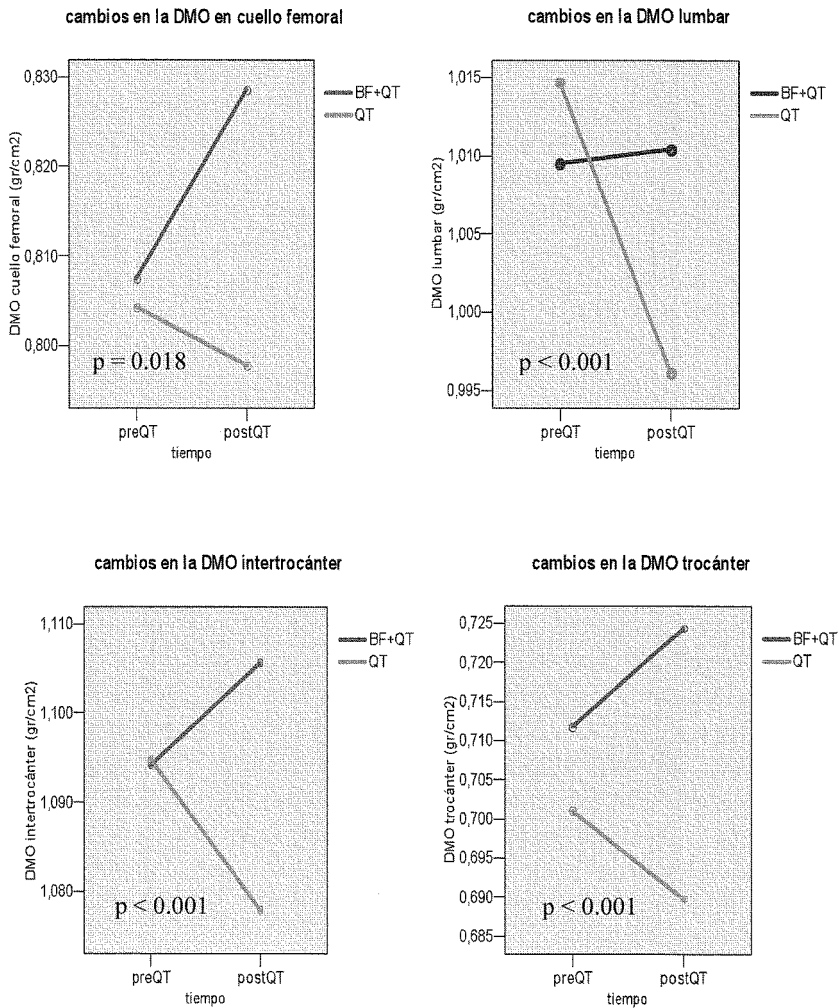 cambios en la DMO en cuello femoral
DMO cuello femoral (gr/cm2)
0,830
0,820
0,810
0,800
p = 0.018
preQT
postQT
tiempo
BF+QT
QT
cambios en la DMO lumbar
DMO lumbar (gr/cm2)
1,015
1,010
1,005
1,000
0,995
p < 0.001
preQT
postQT
tiempo
BF+QT
QT
cambios en la DMO intertrocánter
DMO intertrocánter (gr/cm2)
1,110
1,100
1,090
1,080
p < 0.001
preQT
postQT
tiempo
BF+QT
QT
cambios en la DMO trocánter
DMO trocánter (gr/cm2)
0,725
0,720
0,715
0,710
0,705
0,700
0,695
0,690
0,685
p < 0.001
preQT
postQT
tiempo
BF+QT
QT